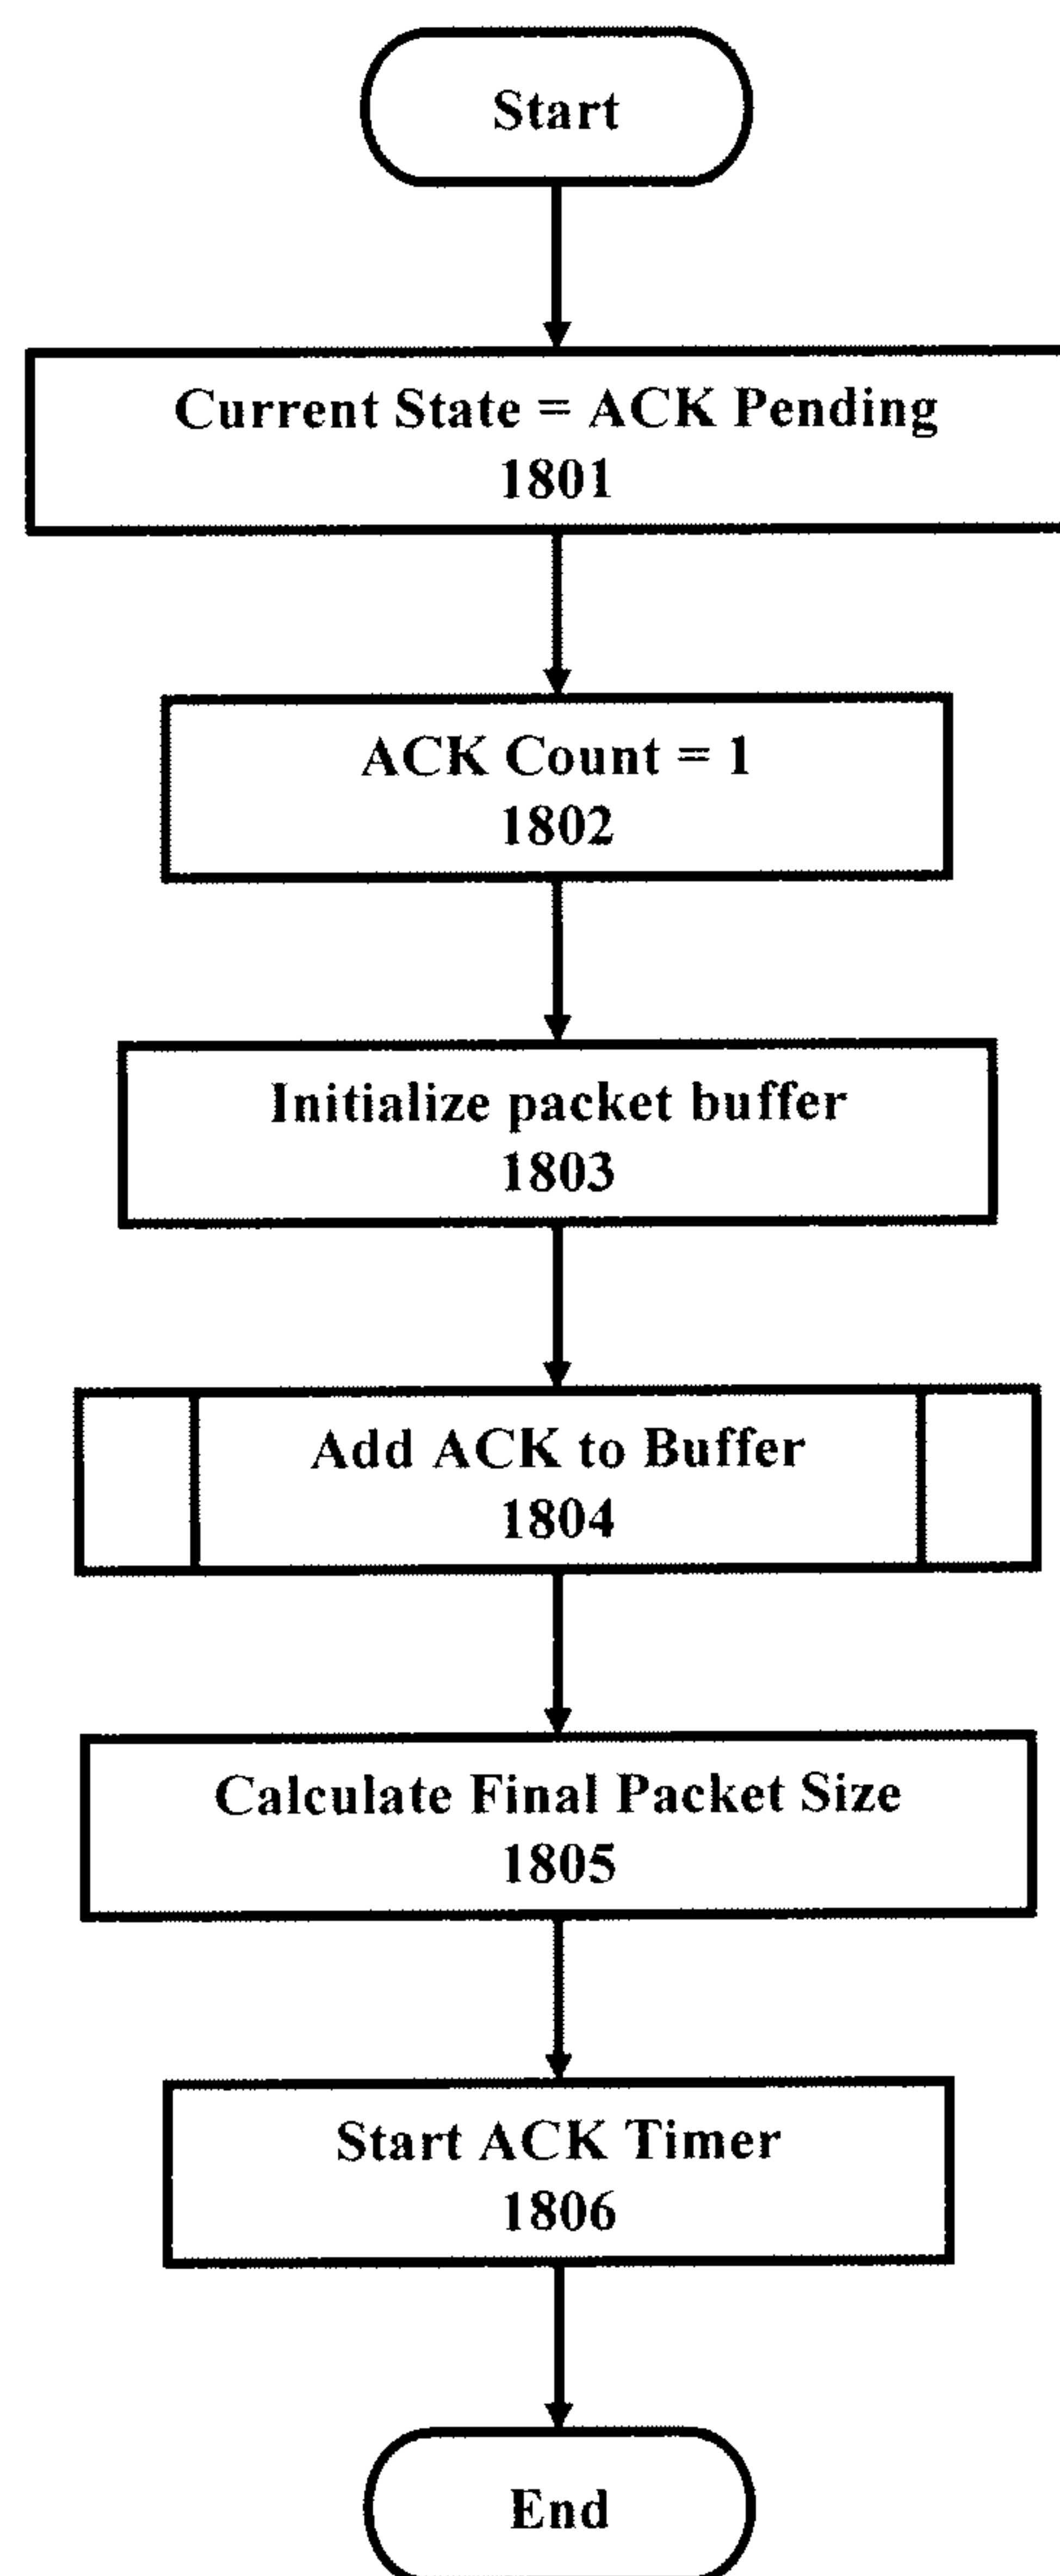 Start
Current State = ACK Pending
1801
ACK Count = 1
1802
Initialize packet buffer
1803
Add ACK to Buffer
1804
Calculate Final Packet Size
1805
Start ACK Timer
1806
End